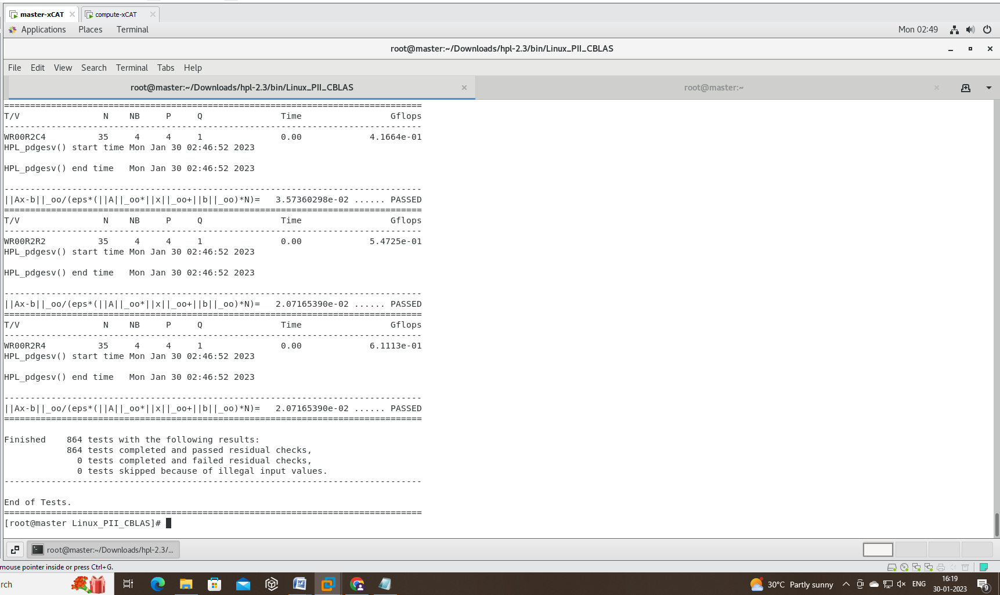 master-xCAT compute-xCAT
Applications Places Terminal Mon 02:49
root@master:~/Downloads/hpl-2.3/bin/Linux_PII_CBLAS
File Edit View Search Terminal Tabs Help
root@master:~/Downloads/hpl-2.3/bin/Linux_PII_CBLAS root@master:~
================================================================================
T/V                N    NB     P     Q               Time                 Gflops
--------------------------------------------------------------------------------
WR00R2C4          35     4     4     1               0.00             4.1664e-01
HPL_pdgesv() start time Mon Jan 30 02:46:52 2023
HPL_pdgesv() end time   Mon Jan 30 02:46:52 2023
--------------------------------------------------------------------------------
||Ax-b||_oo/(eps*(||A||_oo*||x||_oo+||b||_oo)*N)=   3.57360298e-02 ...... PASSED
================================================================================
T/V                N    NB     P     Q               Time                 Gflops
--------------------------------------------------------------------------------
WR00R2R2          35     4     4     1               0.00             5.4725e-01
HPL_pdgesv() start time Mon Jan 30 02:46:52 2023
HPL_pdgesv() end time   Mon Jan 30 02:46:52 2023
--------------------------------------------------------------------------------
||Ax-b||_oo/(eps*(||A||_oo*||x||_oo+||b||_oo)*N)=   2.07165390e-02 ...... PASSED
================================================================================
T/V                N    NB     P     Q               Time                 Gflops
--------------------------------------------------------------------------------
WR00R2R4          35     4     4     1               0.00             6.1113e-01
HPL_pdgesv() start time Mon Jan 30 02:46:52 2023
HPL_pdgesv() end time   Mon Jan 30 02:46:52 2023
--------------------------------------------------------------------------------
||Ax-b||_oo/(eps*(||A||_oo*||x||_oo+||b||_oo)*N)=   2.07165390e-02 ...... PASSED
================================================================================
Finished    864 tests with the following results:
            864 tests completed and passed residual checks,
              0 tests completed and failed residual checks,
              0 tests skipped because of illegal input values.
--------------------------------------------------------------------------------
End of Tests.
================================================================================
[root@master Linux_PII_CBLAS]#
root@master:~/Downloads/hpl-2.3/...
mouse pointer inside or press Ctrl+G.
rch 30°C Partly sunny ENG 16:19
30-01-2023 9